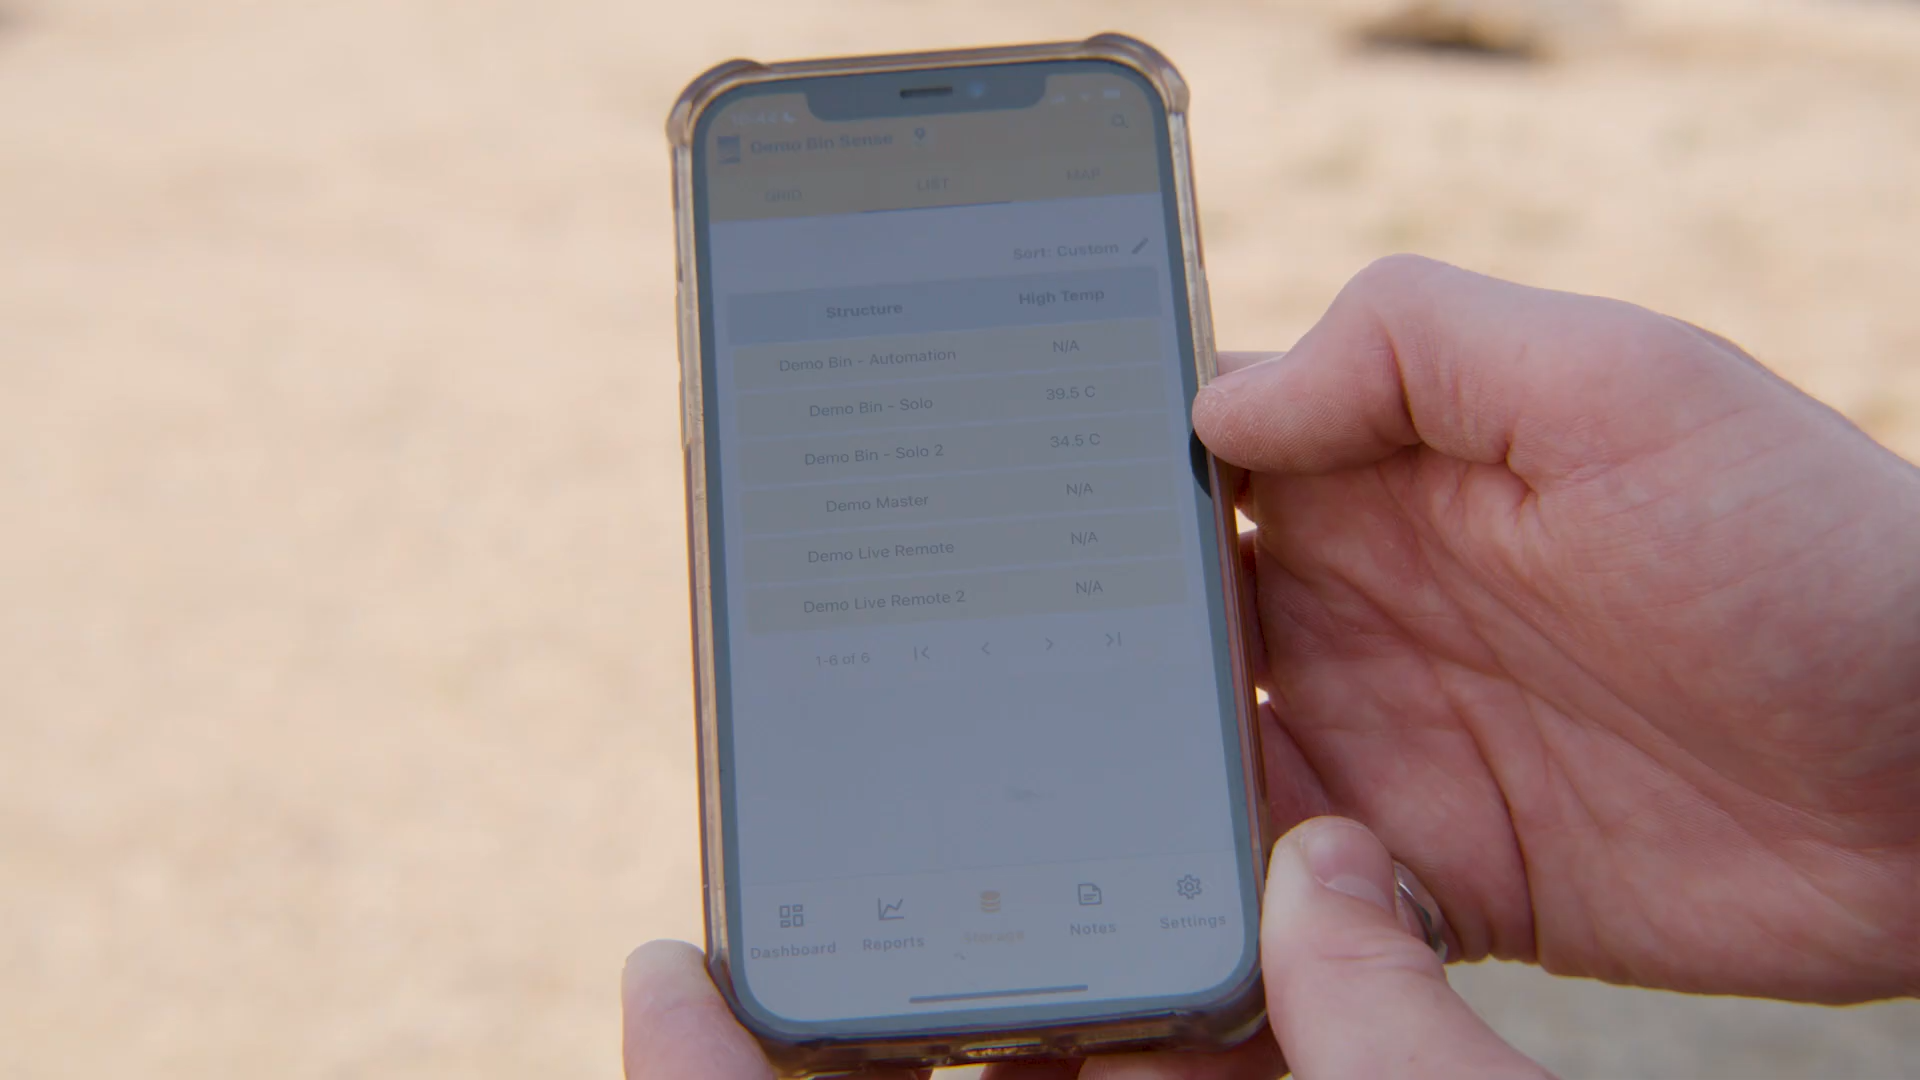 Demo Bin Sense
GRID LIST MAP
Sort: Custom
Structure High Temp
Demo Bin - Automation N/A
Demo Bin - Solo 39.5 C
Demo Bin - Solo 2 34.5 C
Demo Master N/A
Demo Live Remote N/A
Demo Live Remote 2 N/A
1-6 of 6
Dashboard Reports Storage Notes Settings